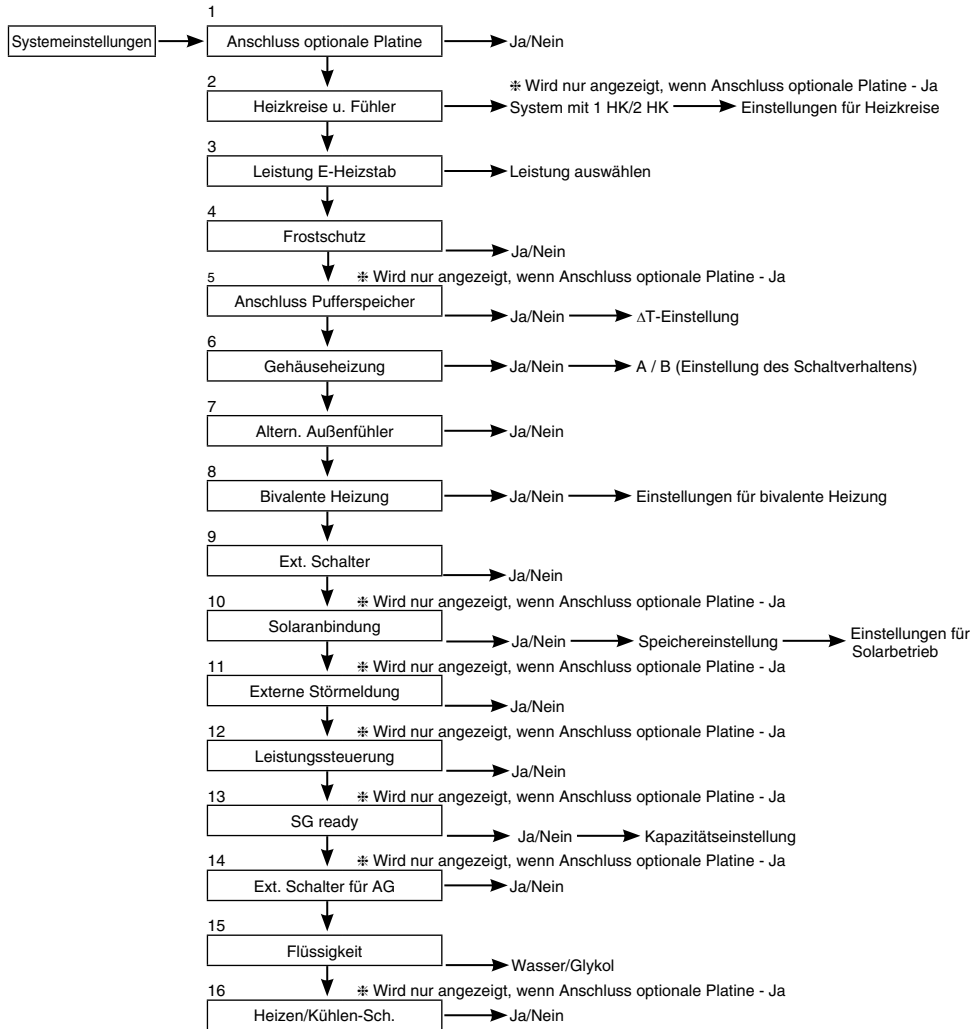 1
Systemeinstellungen Anschluss optionale Platine Ja/Nein
2 ⁜ Wird nur angezeigt, wenn Anschluss optionale Platine - Ja
Heizkreise u. Fühler System mit 1 HK/2 HK Einstellungen für Heizkreise
3
Leistung E-Heizstab Leistung auswählen
4
Frostschutz Ja/Nein
5 ⁜ Wird nur angezeigt, wenn Anschluss optionale Platine - Ja
Anschluss Pufferspeicher Ja/Nein ΔT-Einstellung
6
Gehäuseheizung Ja/Nein A / B (Einstellung des Schaltverhaltens)
7
Altern. Außenfühler Ja/Nein
8
Bivalente Heizung Ja/Nein Einstellungen für bivalente Heizung
9
Ext. Schalter Ja/Nein
10 ⁜ Wird nur angezeigt, wenn Anschluss optionale Platine - Ja
Solaranbindung Ja/Nein Speichereinstellung Einstellungen für
Solarbetrieb
11 ⁜ Wird nur angezeigt, wenn Anschluss optionale Platine - Ja
Externe Störmeldung Ja/Nein
12 ⁜ Wird nur angezeigt, wenn Anschluss optionale Platine - Ja
Leistungssteuerung Ja/Nein
13 ⁜ Wird nur angezeigt, wenn Anschluss optionale Platine - Ja
SG ready Ja/Nein Kapazitätseinstellung
14 ⁜ Wird nur angezeigt, wenn Anschluss optionale Platine - Ja
Ext. Schalter für AG Ja/Nein
15
Flüssigkeit Wasser/Glykol
16 ⁜ Wird nur angezeigt, wenn Anschluss optionale Platine - Ja
Heizen/Kühlen-Sch. Ja/Nein